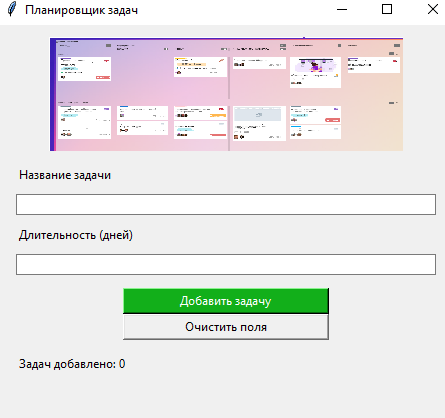 Планировщик задач
Название задачи
Длительность (дней)
Добавить задачу
Очистить поля
Задач добавлено: 0